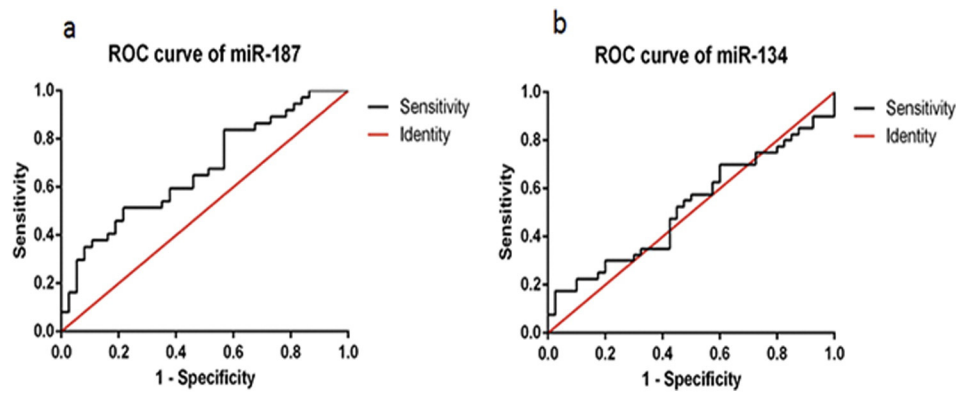 a
ROC curve of miR-187
1.0
0.8
0.6
0.4
0.2
0.0
Sensitivity
0.0 0.2 0.4 0.6 0.8 1.0
1 - Specificity
Sensitivity
Identity
b
ROC curve of miR-134
1.0
0.8
0.6
0.4
0.2
0.0
Sensitivity
0.0 0.2 0.4 0.6 0.8 1.0
1 - Specificity
Sensitivity
Identity